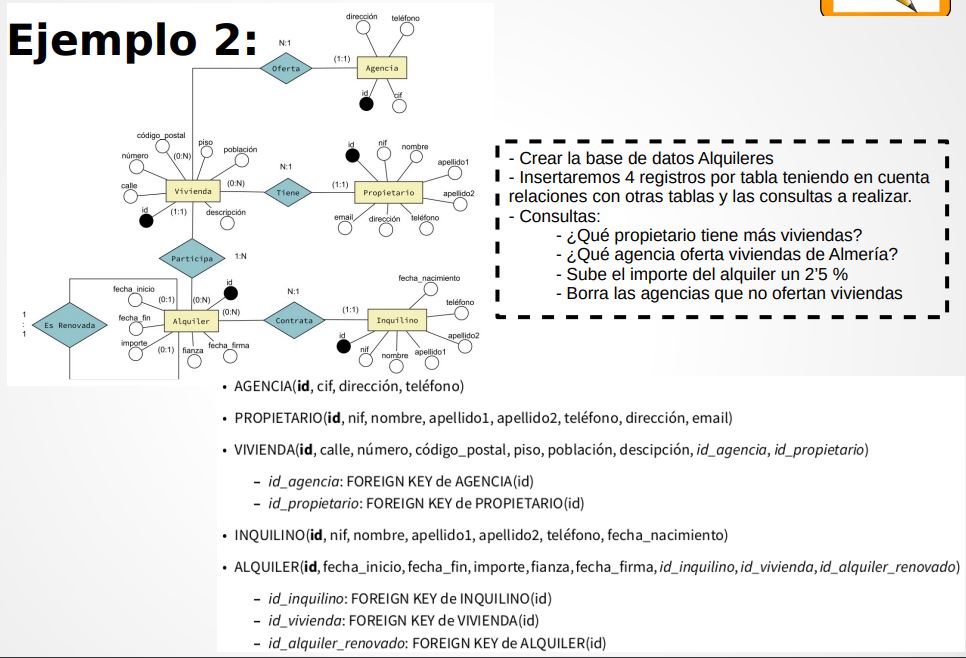 Ejemplo 2:
dirección
teléfono
N:1
Oferta
(1:1)
Agencia
id
cif
código_postal
piso
población
número
(0:N)
calle
Vivienda
(0:N)
id
(1:1)
descripción
N:1
Tiene
(1:1)
id
nif
nombre
apellido1
Propietario
apellido2
email
dirección
teléfono
Participa
1:N
fecha_inicio
(0:1)
(0:N)
id
1
:
1
Es Renovada
fecha_fin
Alquiler
(0:N)
importe
(0:1)
fianza
fecha_firma
N:1
Contrata
(1:1)
fecha_nacimiento
teléfono
Inquilino
id
nif
nombre
apellido1
apellido2
- Crear la base de datos Alquileres
- Insertaremos 4 registros por tabla teniendo en cuenta
relaciones con otras tablas y las consultas a realizar.
- Consultas:
- ¿Qué propietario tiene más viviendas?
- ¿Qué agencia oferta viviendas de Almería?
- Sube el importe del alquiler un 2’5 %
- Borra las agencias que no ofertan viviendas
• AGENCIA(id, cif, dirección, teléfono)
• PROPIETARIO(id, nif, nombre, apellido1, apellido2, teléfono, dirección, email)
• VIVIENDA(id, calle, número, código_postal, piso, población, descipción, id_agencia, id_propietario)
– id_agencia: FOREIGN KEY de AGENCIA(id)
– id_propietario: FOREIGN KEY de PROPIETARIO(id)
• INQUILINO(id, nif, nombre, apellido1, apellido2, teléfono, fecha_nacimiento)
• ALQUILER(id, fecha_inicio, fecha_fin, importe, fianza, fecha_firma, id_inquilino, id_vivienda, id_alquiler_renovado)
– id_inquilino: FOREIGN KEY de INQUILINO(id)
– id_vivienda: FOREIGN KEY de VIVIENDA(id)
– id_alquiler_renovado: FOREIGN KEY de ALQUILER(id)